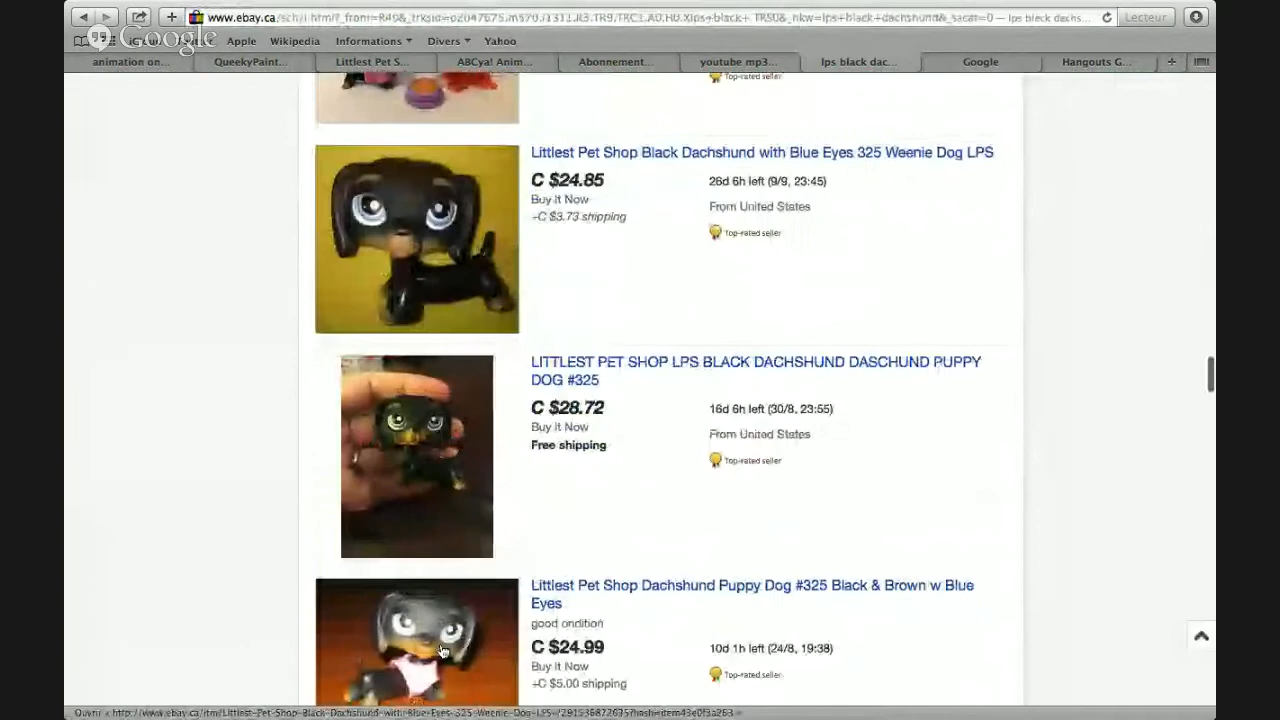 www.ebay.ca
lps black dachs...
Lecteur
Google
Apple
Wikipedia
Informations
Divers
Yahoo
animation on...
QueekyPaint...
Littlest Pet S...
ABCya! Anim...
Abonnement...
youtube mp3...
lps black dac...
Google
Hangouts G...
Top-rated seller
Littlest Pet Shop Black Dachshund with Blue Eyes 325 Weenie Dog LPS
C $24.85
26d 6h left (9/9, 23:45)
Buy It Now
From United States
+C $3.73 shipping
Top-rated seller
LITTLEST PET SHOP LPS BLACK DACHSHUND DASCHUND PUPPY
DOG #325
C $28.72
16d 6h left (30/8, 23:55)
Buy It Now
From United States
Free shipping
Top-rated seller
Littlest Pet Shop Dachshund Puppy Dog #325 Black & Brown w Blue
Eyes
good ondition
C $24.99
10d 1h left (24/8, 19:38)
Buy It Now
Top-rated seller
+C $5.00 shipping